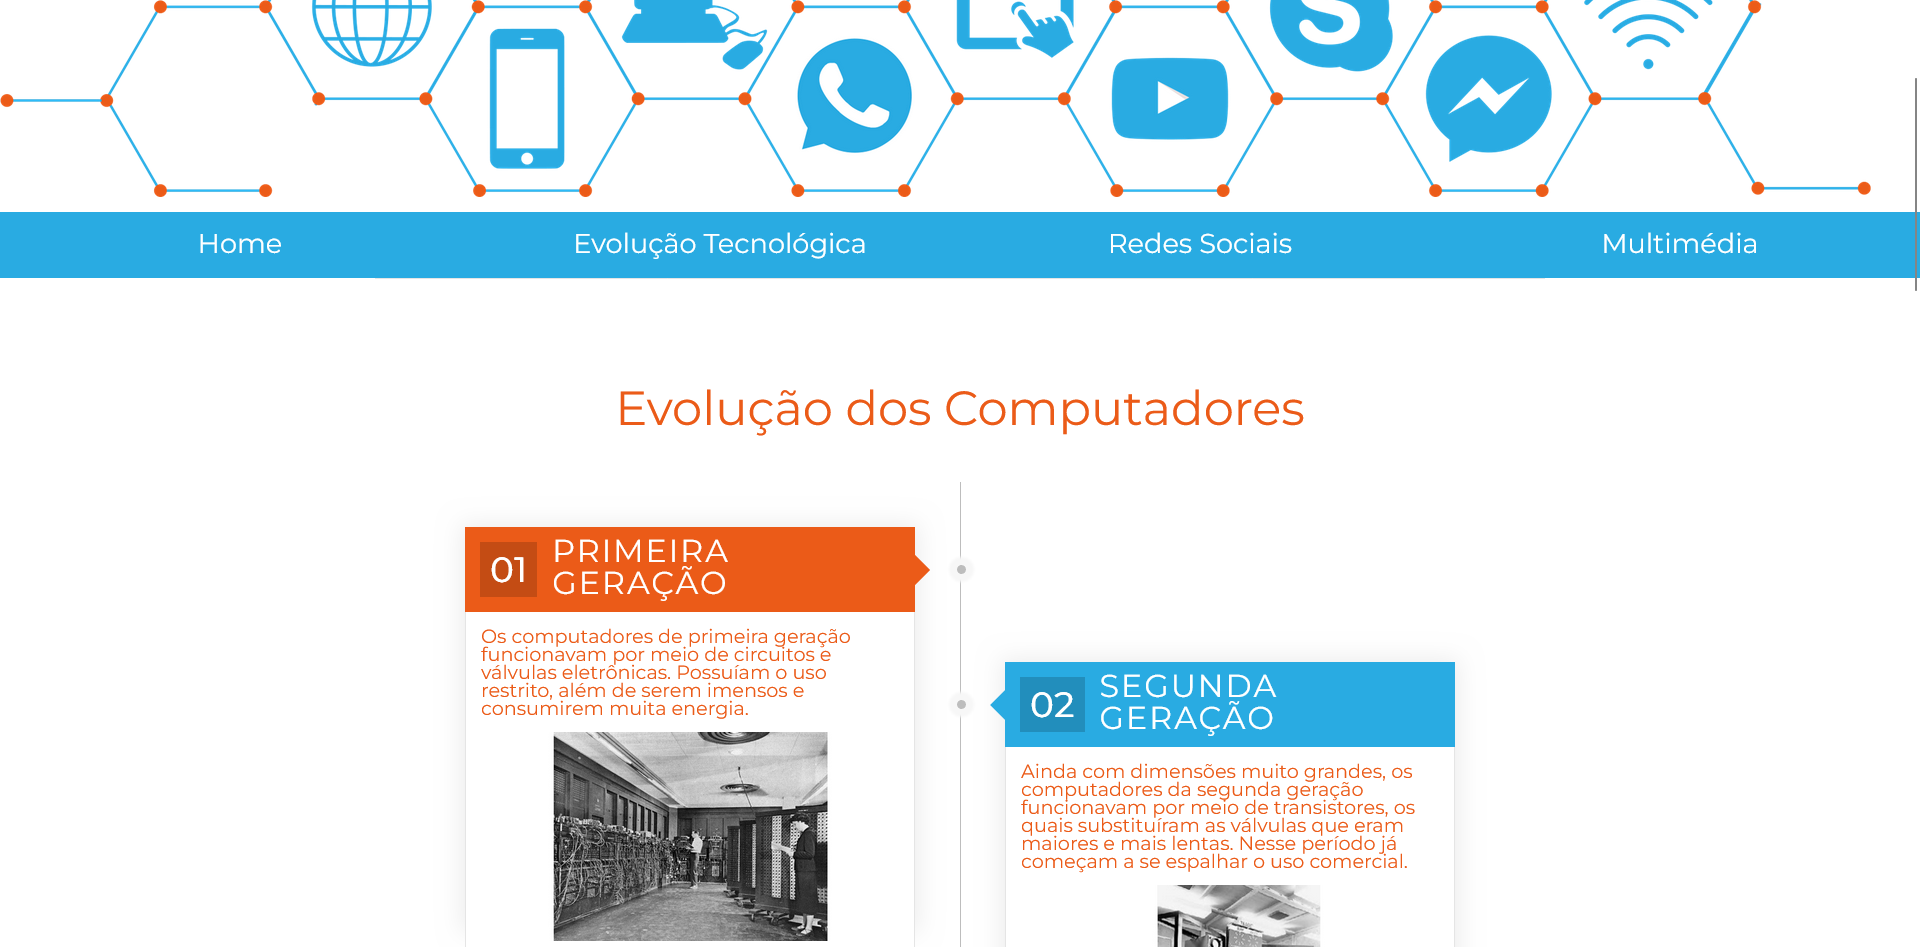 Home
Evolução Tecnológica
Redes Sociais
Multimédia
Evolução dos Computadores
01
PRIMEIRA
GERAÇÃO
Os computadores de primeira geração
funcionavam por meio de circuitos e
válvulas eletrônicas. Possuíam o uso
restrito, além de serem imensos e
consumirem muita energia.
02
SEGUNDA
GERAÇÃO
Ainda com dimensões muito grandes, os
computadores da segunda geração
funcionavam por meio de transistores, os
quais substituíram as válvulas que eram
maiores e mais lentas. Nesse período já
começam a se espalhar o uso comercial.